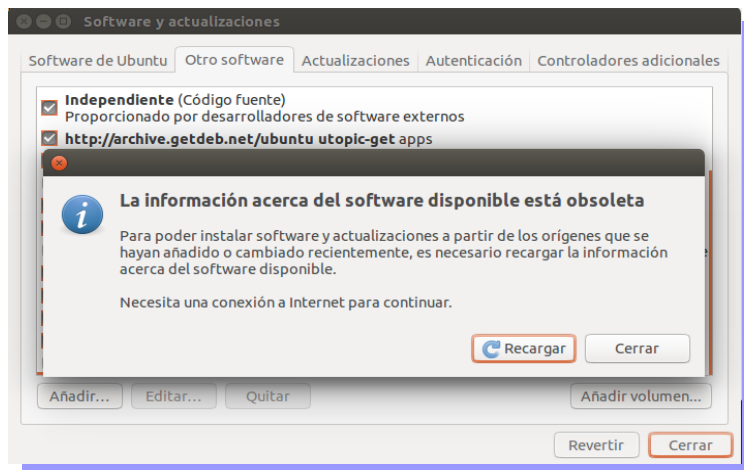 Software y actualizaciones
Software de Ubuntu Otro software Actualizaciones Autenticación Controladores adicionales
Independiente (Código fuente)
Proporcionado por desarrolladores de software externos
http://archive.getdeb.net/ubuntu utopic-get apps
La información acerca del software disponible está obsoleta
Para poder instalar software y actualizaciones a partir de los orígenes que se
hayan añadido o cambiado recientemente, es necesario recargar la información
acerca del software disponible.
Necesita una conexión a Internet para continuar.
Recargar Cerrar
Añadir... Editar... Quitar Añadir volumen...
Revertir Cerrar